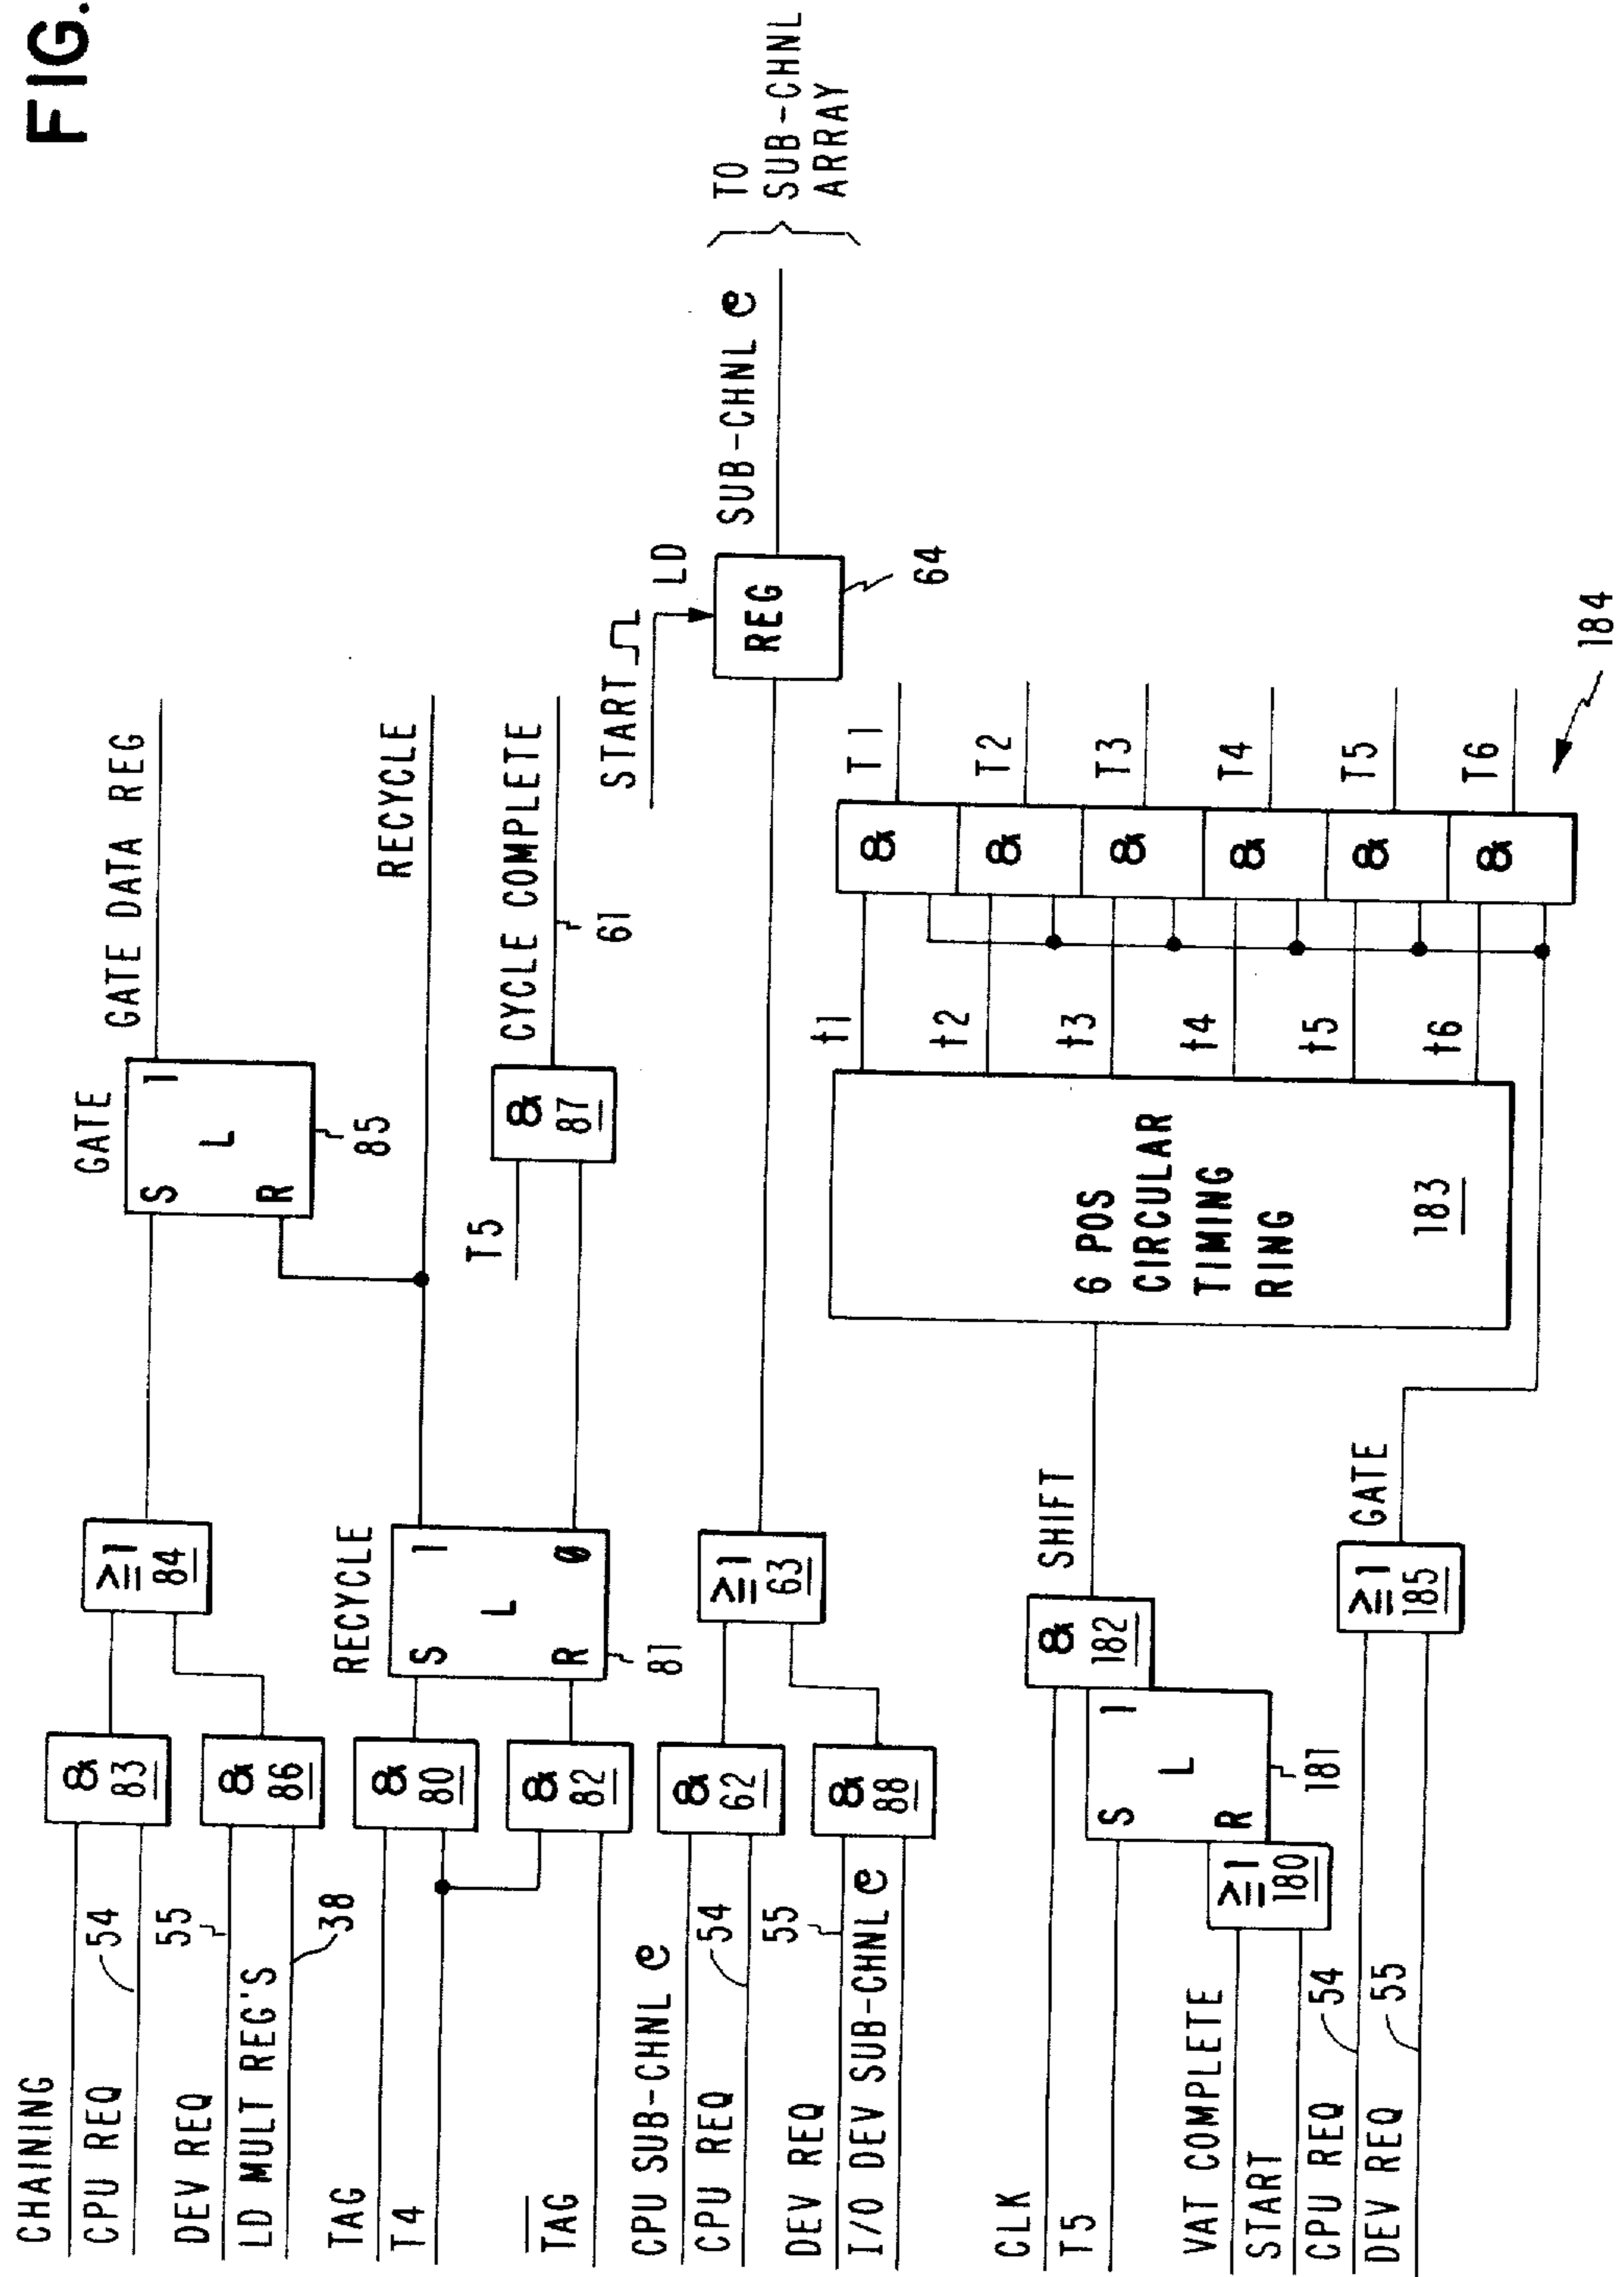 FIG.
CHAINING
CPU REQ
54
DEV REQ
55
LD MULT REG'S
38
&
83
&
86
≥1
84
GATE
S
1
L
R
85
GATE DATA REG
TAG
T4
TAG
&
80
&
82
RECYCLE
S
1
L
R
0
81
RECYCLE
T5
&
87
CYCLE COMPLETE
61
CPU SUB-CHNL @
CPU REQ
54
DEV REQ
55
I/O DEV SUB-CHNL @
&
62
&
88
≥1
63
START
LD
REG
64
SUB-CHNL @
TO
SUB-CHNL
ARRAY
CLK
T5
VAT COMPLETE
START
CPU REQ
54
DEV REQ
55
≥1
180
S
1
L
R
181
&
182
SHIFT
≥1
185
GATE
6 POS
CIRCULAR
TIMING
RING
183
t1
t2
t3
t4
t5
t6
&
&
&
&
&
&
T1
T2
T3
T4
T5
T6
184